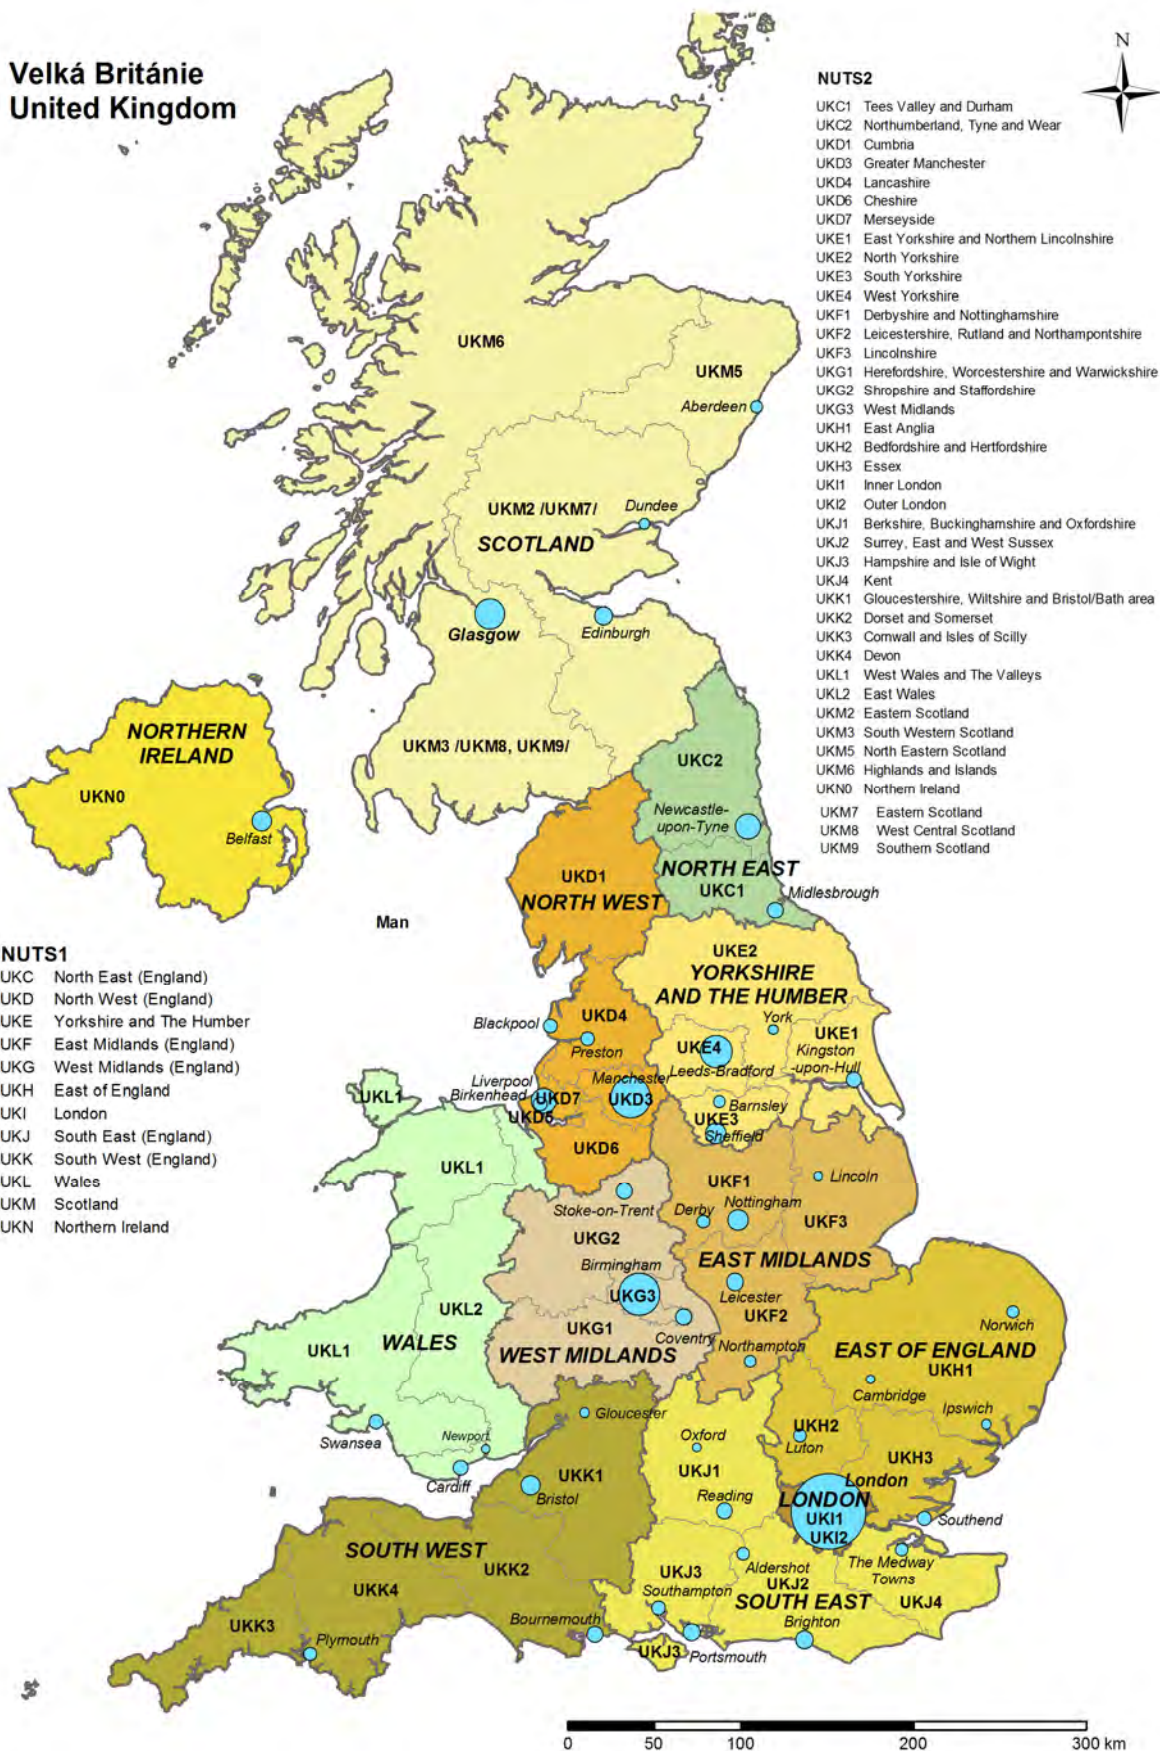 Velká Británie
United Kingdom
N
NUTS2
UKC1 Tees Valley and Durham
UKC2 Northumberland, Tyne and Wear
UKD1 Cumbria
UKD3 Greater Manchester
UKD4 Lancashire
UKD6 Cheshire
UKD7 Merseyside
UKE1 East Yorkshire and Northern Lincolnshire
UKE2 North Yorkshire
UKE3 South Yorkshire
UKE4 West Yorkshire
UKF1 Derbyshire and Nottinghamshire
UKF2 Leicestershire, Rutland and Northampontshire
UKF3 Lincolnshire
UKG1 Herefordshire, Worcestershire and Warwickshire
UKG2 Shropshire and Staffordshire
UKG3 West Midlands
UKH1 East Anglia
UKH2 Bedfordshire and Hertfordshire
UKH3 Essex
UKI1 Inner London
UKI2 Outer London
UKJ1 Berkshire, Buckinghamshire and Oxfordshire
UKJ2 Surrey, East and West Sussex
UKJ3 Hampshire and Isle of Wight
UKJ4 Kent
UKK1 Gloucestershire, Wiltshire and Bristol/Bath area
UKK2 Dorset and Somerset
UKK3 Cornwall and Isles of Scilly
UKK4 Devon
UKL1 West Wales and The Valleys
UKL2 East Wales
UKM2 Eastern Scotland
UKM3 South Western Scotland
UKM5 North Eastern Scotland
UKM6 Highlands and Islands
UKN0 Northern Ireland
UKM7 Eastern Scotland
UKM8 West Central Scotland
UKM9 Southern Scotland
UKM6
UKM5
Aberdeen
UKM2 /UKM7/
Dundee
SCOTLAND
Glasgow
Edinburgh
UKM3 /UKM8, UKM9/
NORTHERN
IRELAND
UKN0
Belfast
UKC2
Newcastle-
upon-Tyne
NORTH EAST
UKC1
Midlesbrough
UKD1
NORTH WEST
Man
NUTS1
UKC North East (England)
UKD North West (England)
UKE Yorkshire and The Humber
UKF East Midlands (England)
UKG West Midlands (England)
UKH East of England
UKI London
UKJ South East (England)
UKK South West (England)
UKL Wales
UKM Scotland
UKN Northern Ireland
UKE2
YORKSHIRE
AND THE HUMBER
York
UKE1
Kingston
-upon-Hull
UKE4
Leeds-Bradford
UKD4
Blackpool
Preston
Liverpool
Birkenhead
UKD7
UKD5
Manchester
UKD3
Barnsley
UKE3
Sheffield
UKD6
UKL1
UKL1
UKF1
Lincoln
Nottingham
Derby
UKF3
Stoke-on-Trent
UKG2
EAST MIDLANDS
Birmingham
UKG3
Leicester
UKF2
UKL2
UKL1
WALES
UKG1
Coventry
WEST MIDLANDS
Northampton
Norwich
EAST OF ENGLAND
UKH1
Cambridge
Ipswich
Gloucester
Swansea
Newport
Cardiff
UKK1
Bristol
Oxford
UKJ1
Reading
UKH2
Luton
UKH3
London
LONDON
UKI1
UKI2
Southend
SOUTH WEST
UKK2
UKK4
UKK3
Plymouth
Bournemouth
UKJ3
Southampton
Aldershot
UKJ2
The Medway
Towns
SOUTH EAST
UKJ4
Brighton
UKJ3
Portsmouth
0 50 100 200 300 km